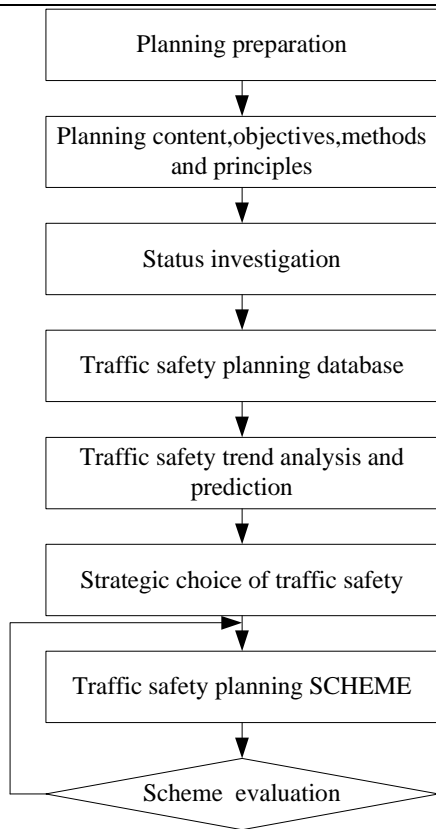 Planning preparation
Planning content,objectives,methods
and principles
Status investigation
Traffic safety planning database
Traffic safety trend analysis and
prediction
Strategic choice of traffic safety
Traffic safety planning SCHEME
Scheme evaluation